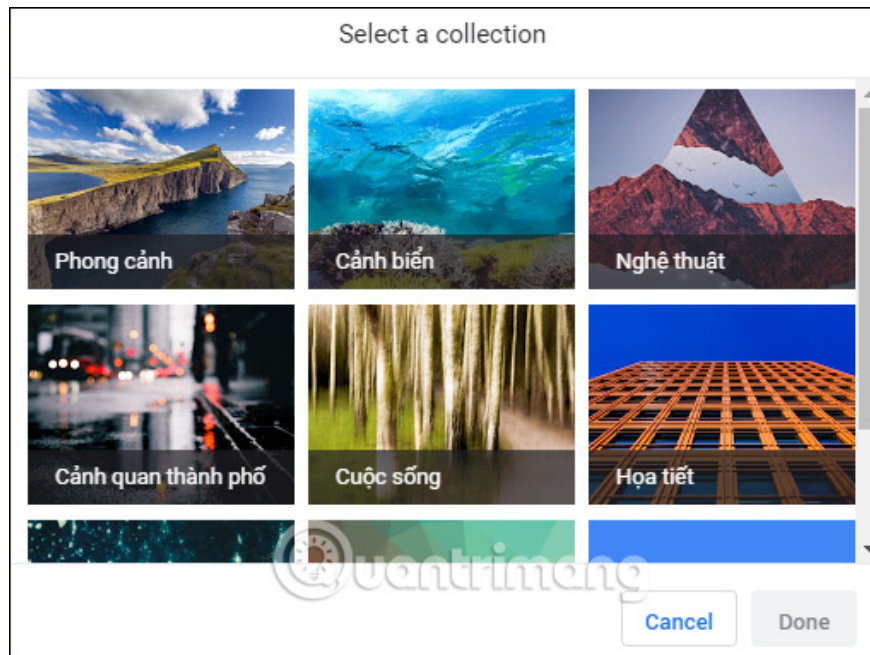 Select a collection
Phong cảnh
Cảnh biển
Nghệ thuật
Cảnh quan thành phố
Cuộc sống
Họa tiết
Quantrimang
Cancel
Done